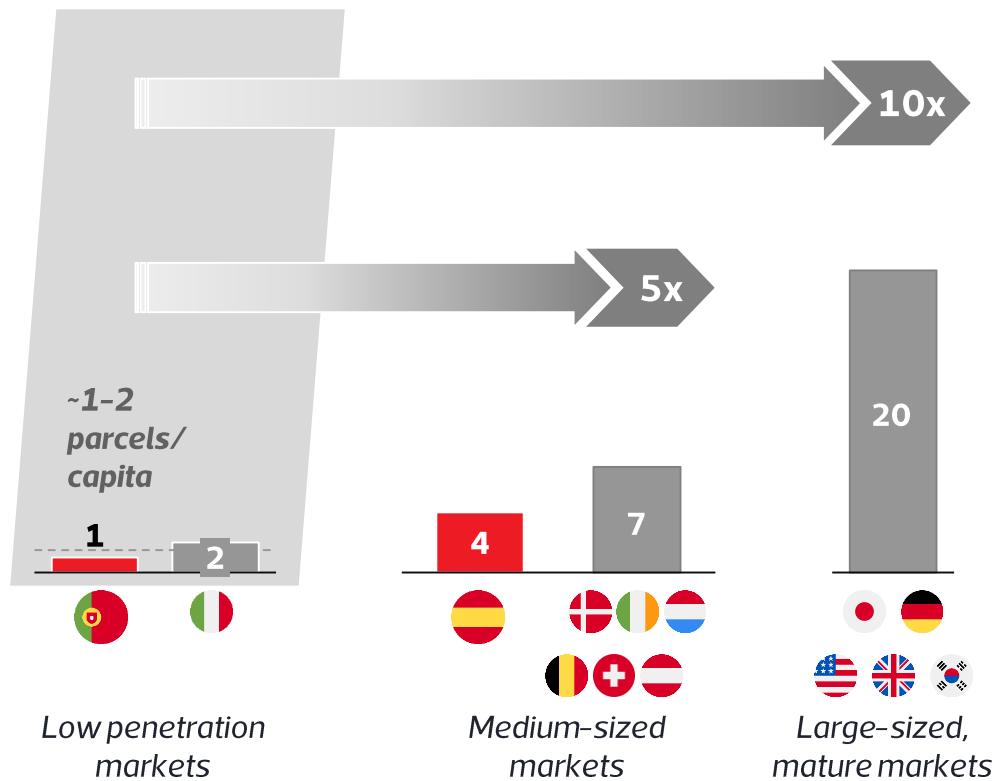 10x
5x
~1-2
parcels/
capita
1
2
4
7
20
Low penetration
markets
Medium-sized
markets
Large-sized,
mature markets